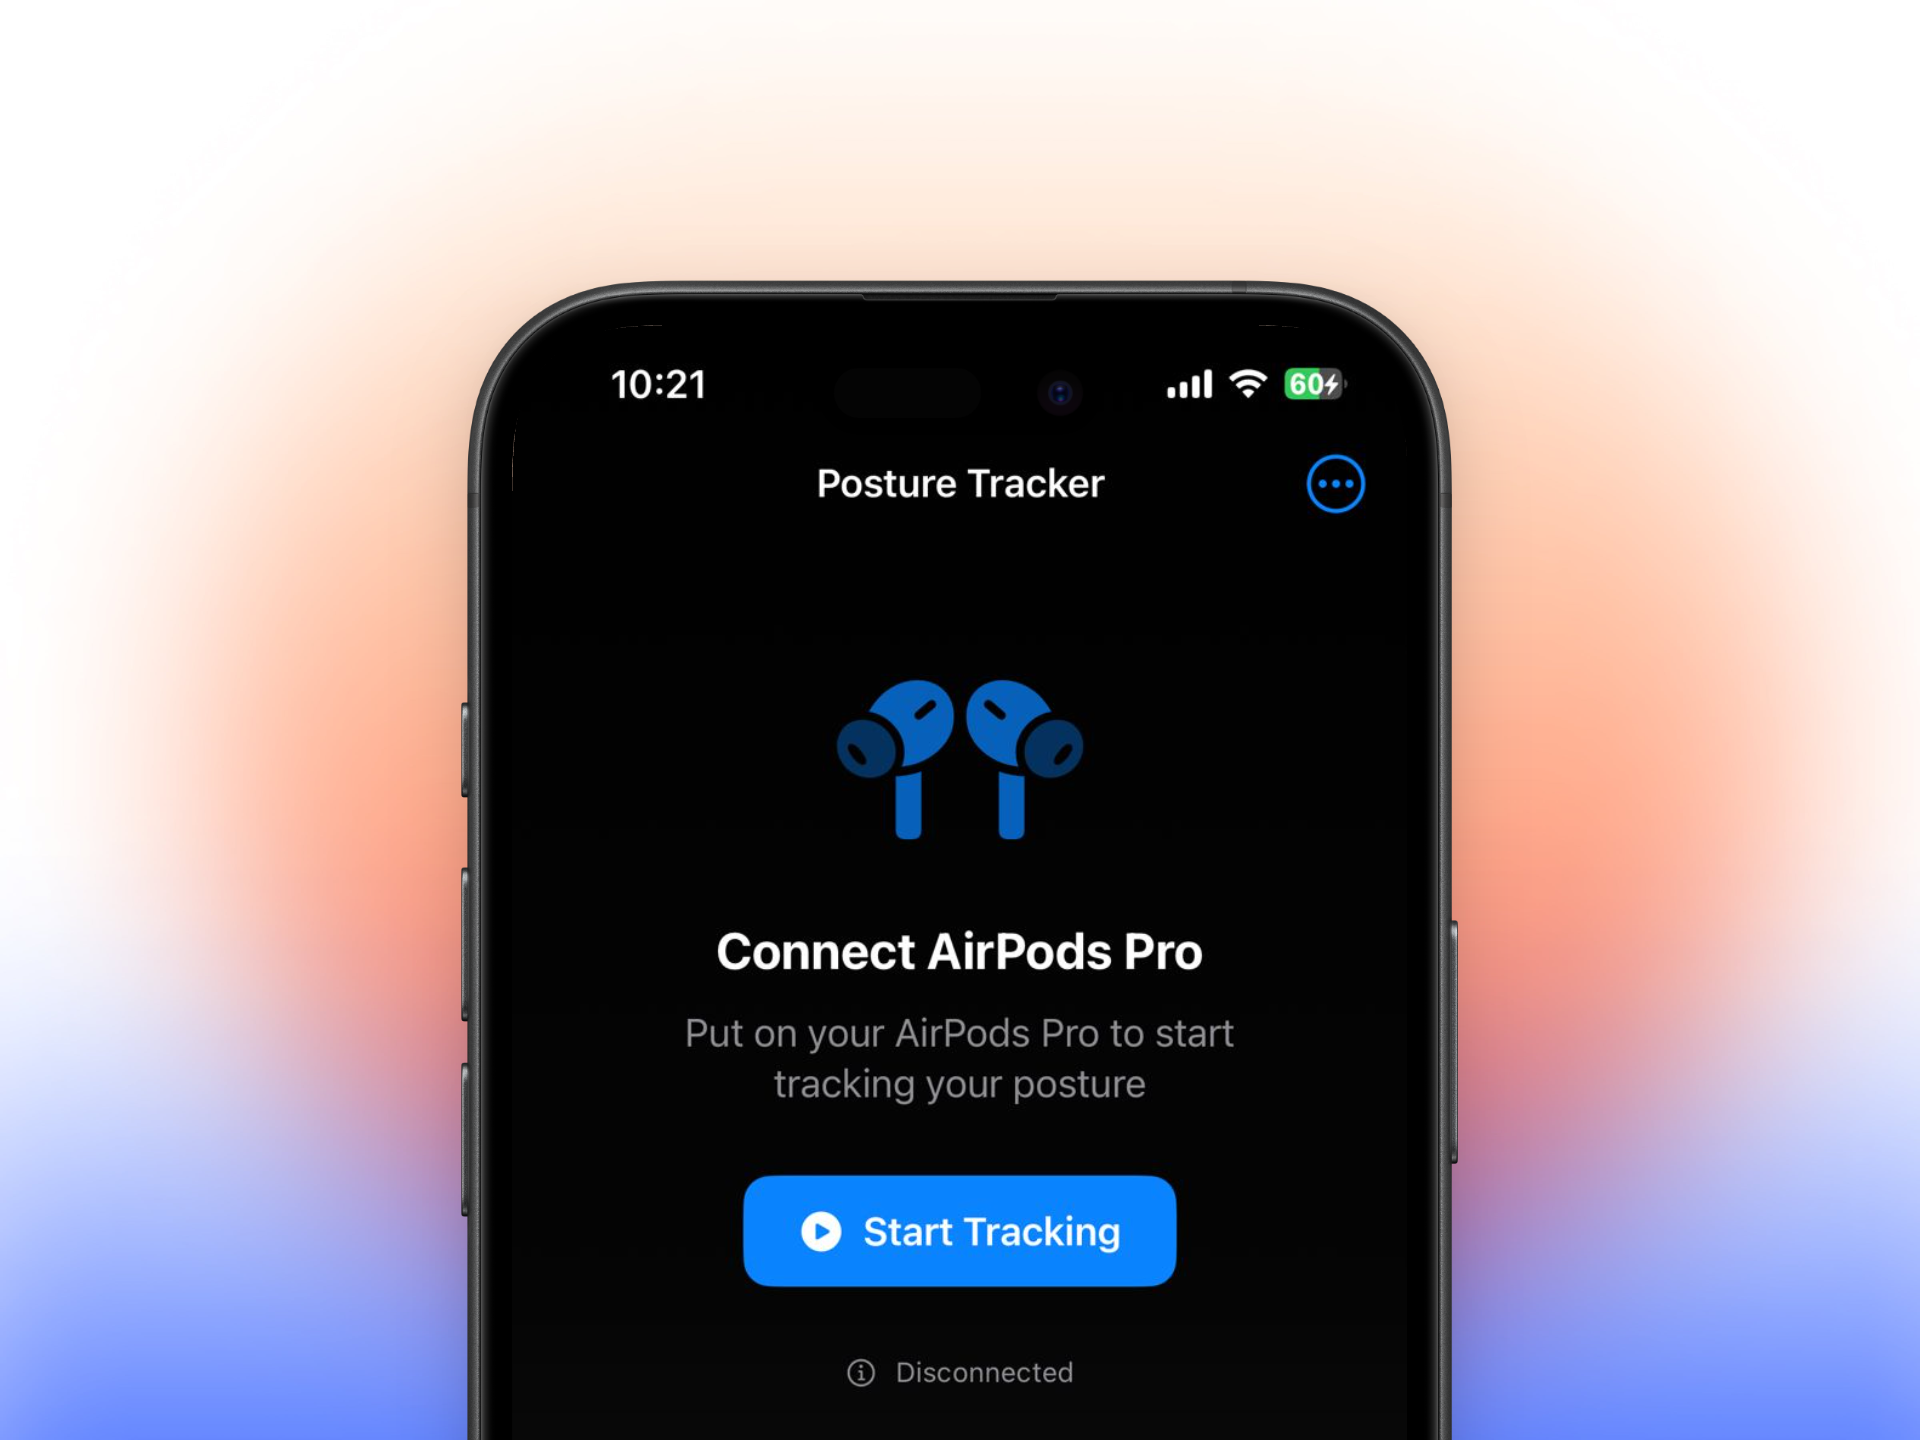 10:21
60
Posture Tracker
Connect AirPods Pro
Put on your AirPods Pro to start
tracking your posture
Start Tracking
Disconnected